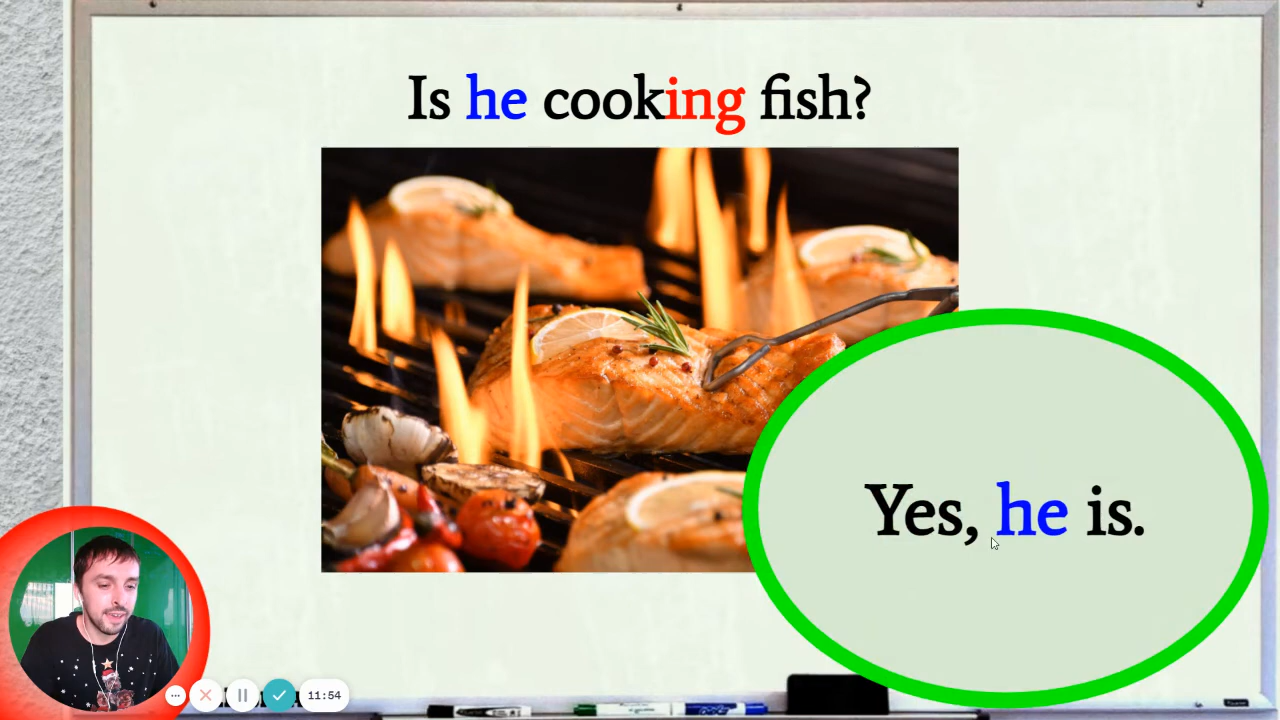 Is he cooking fish?
Yes, he is.
11:54